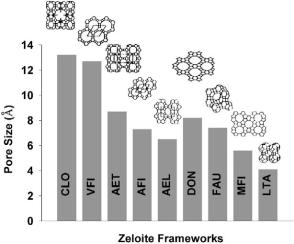 Pore Size (Å)
14
12
10
8
6
4
2
0
CLO
VFI
AET
AFI
AEL
DON
FAU
MFI
LTA
Zeloite Frameworks